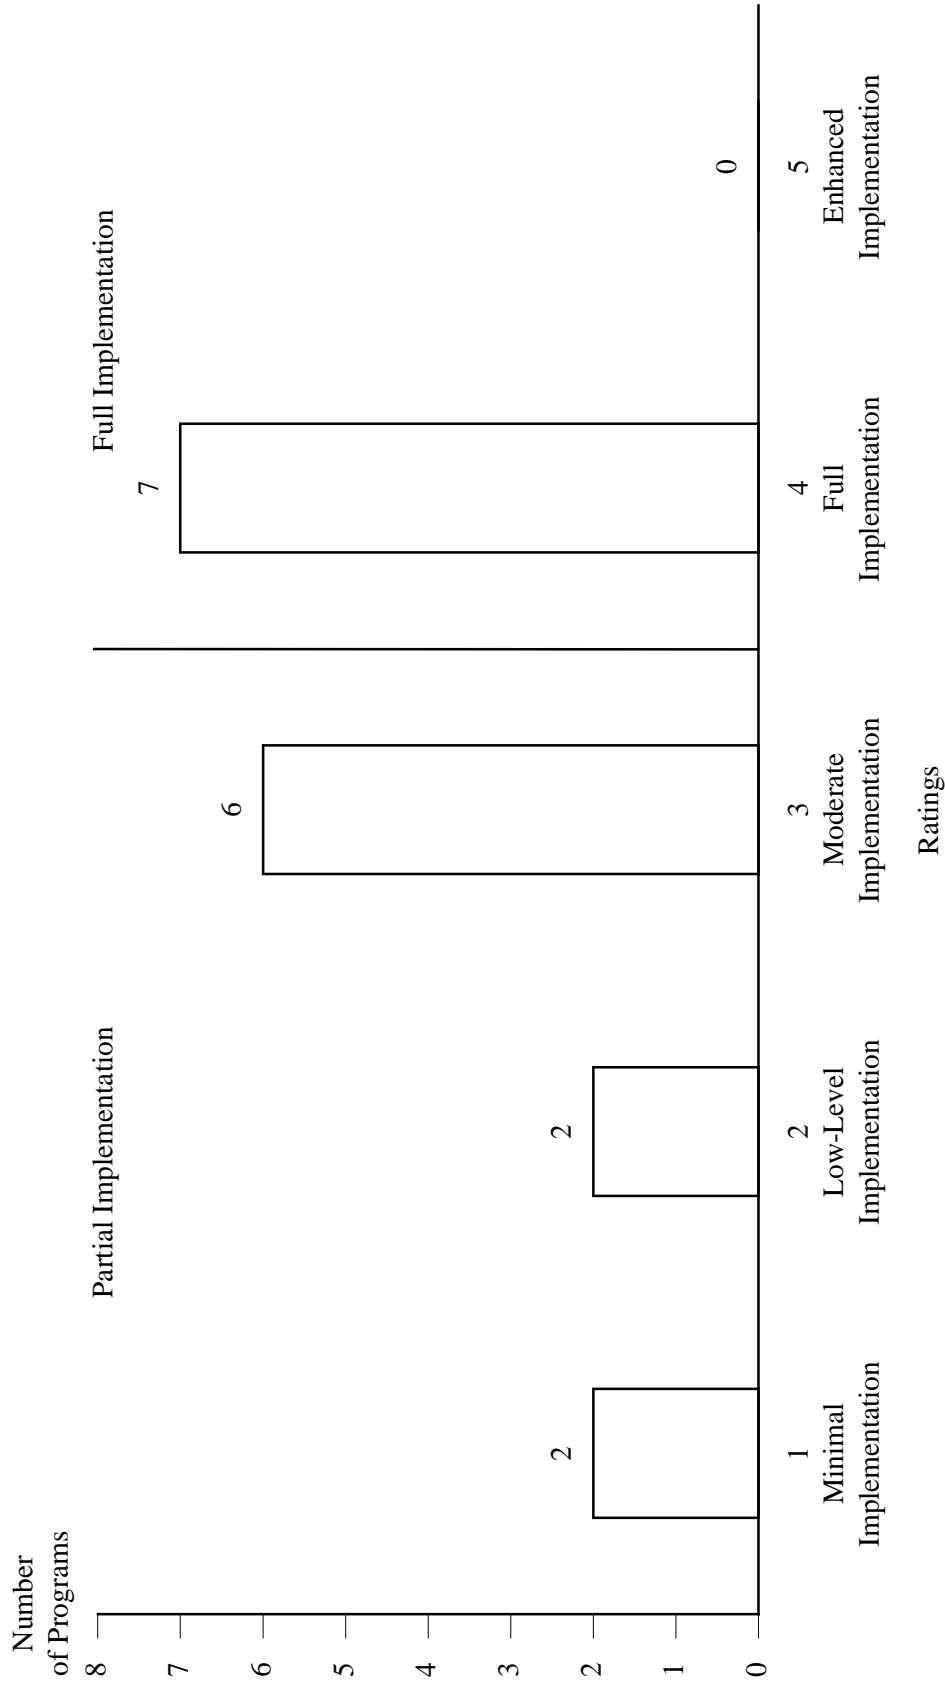 Number
of Programs
8
7
6
5
4
3
2
1
0
Partial Implementation
Full Implementation
2
2
6
7
0
1
Minimal
Implementation
2
Low-Level
Implementation
3
Moderate
Implementation
4
Full
Implementation
5
Enhanced
Implementation
Ratings